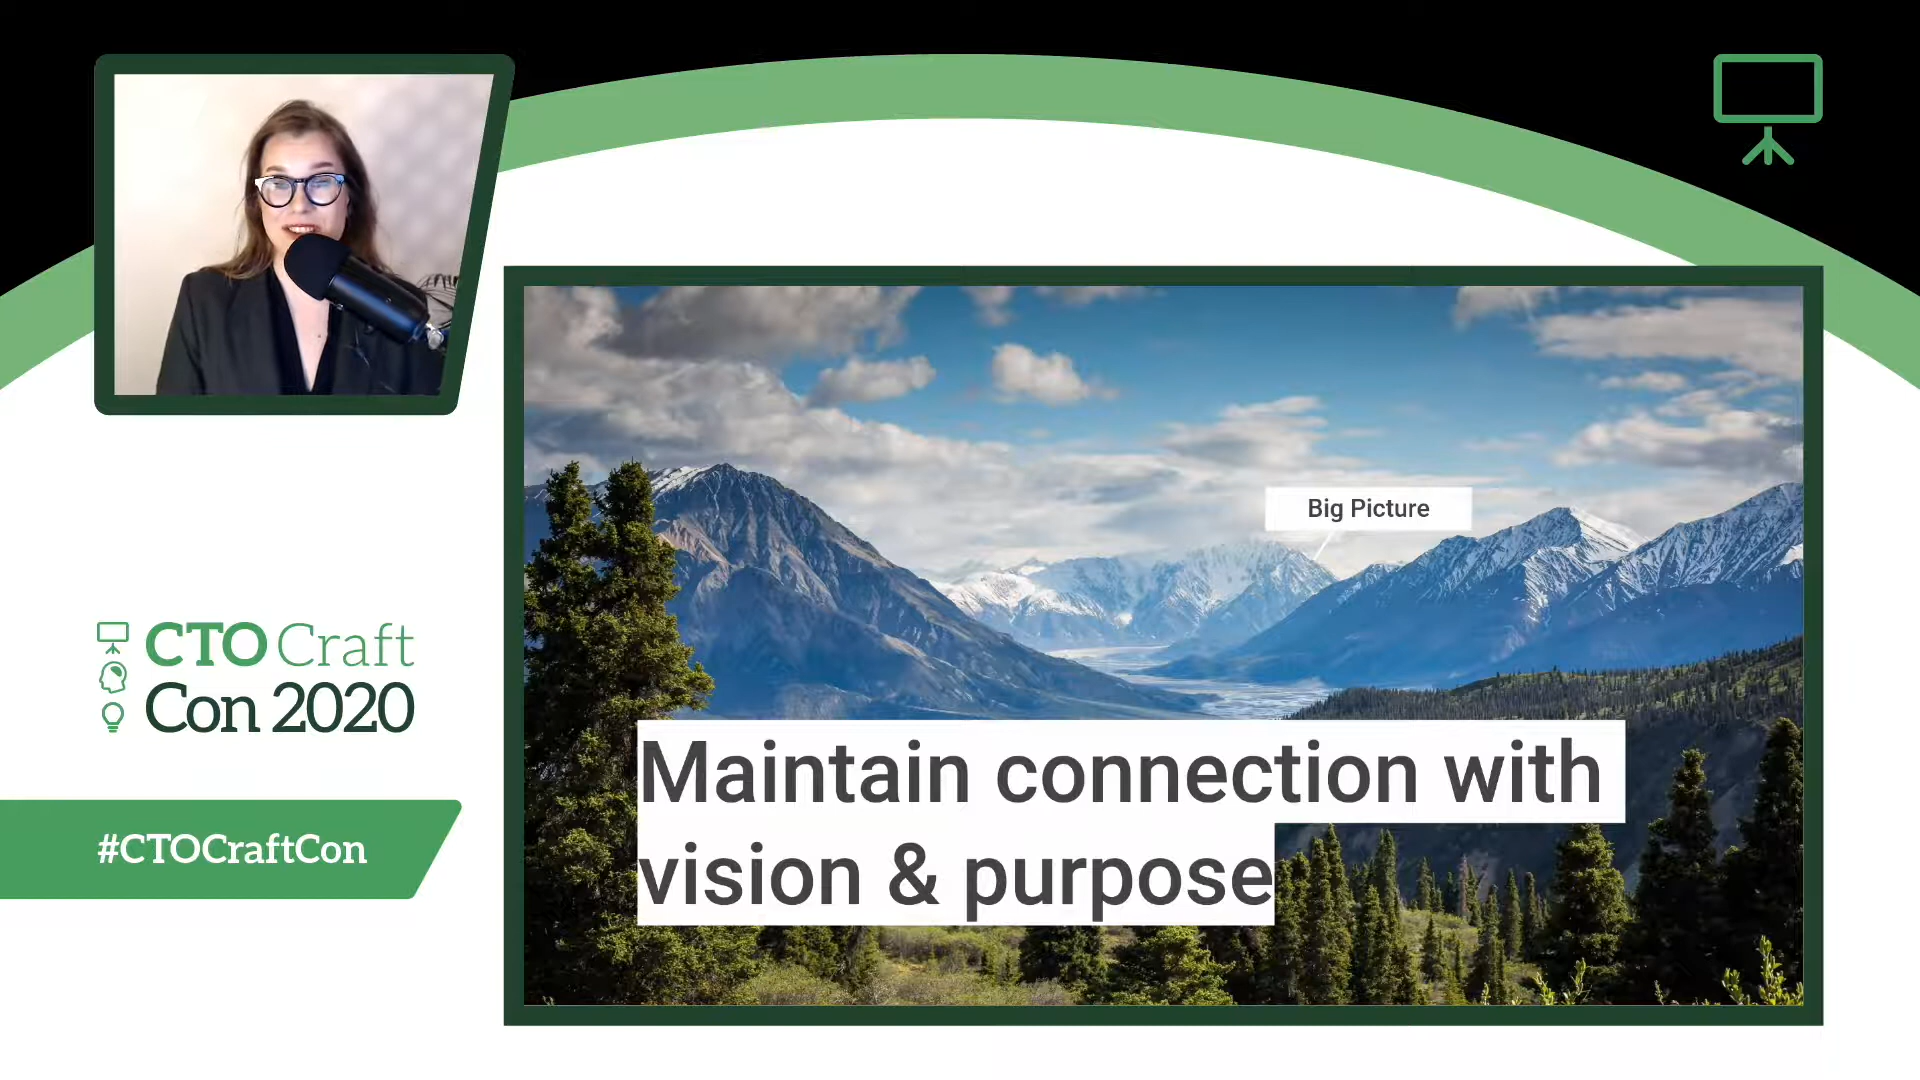 CTO Craft
Con 2020
#CTOCraftCon
Big Picture
Maintain connection with
vision & purpose